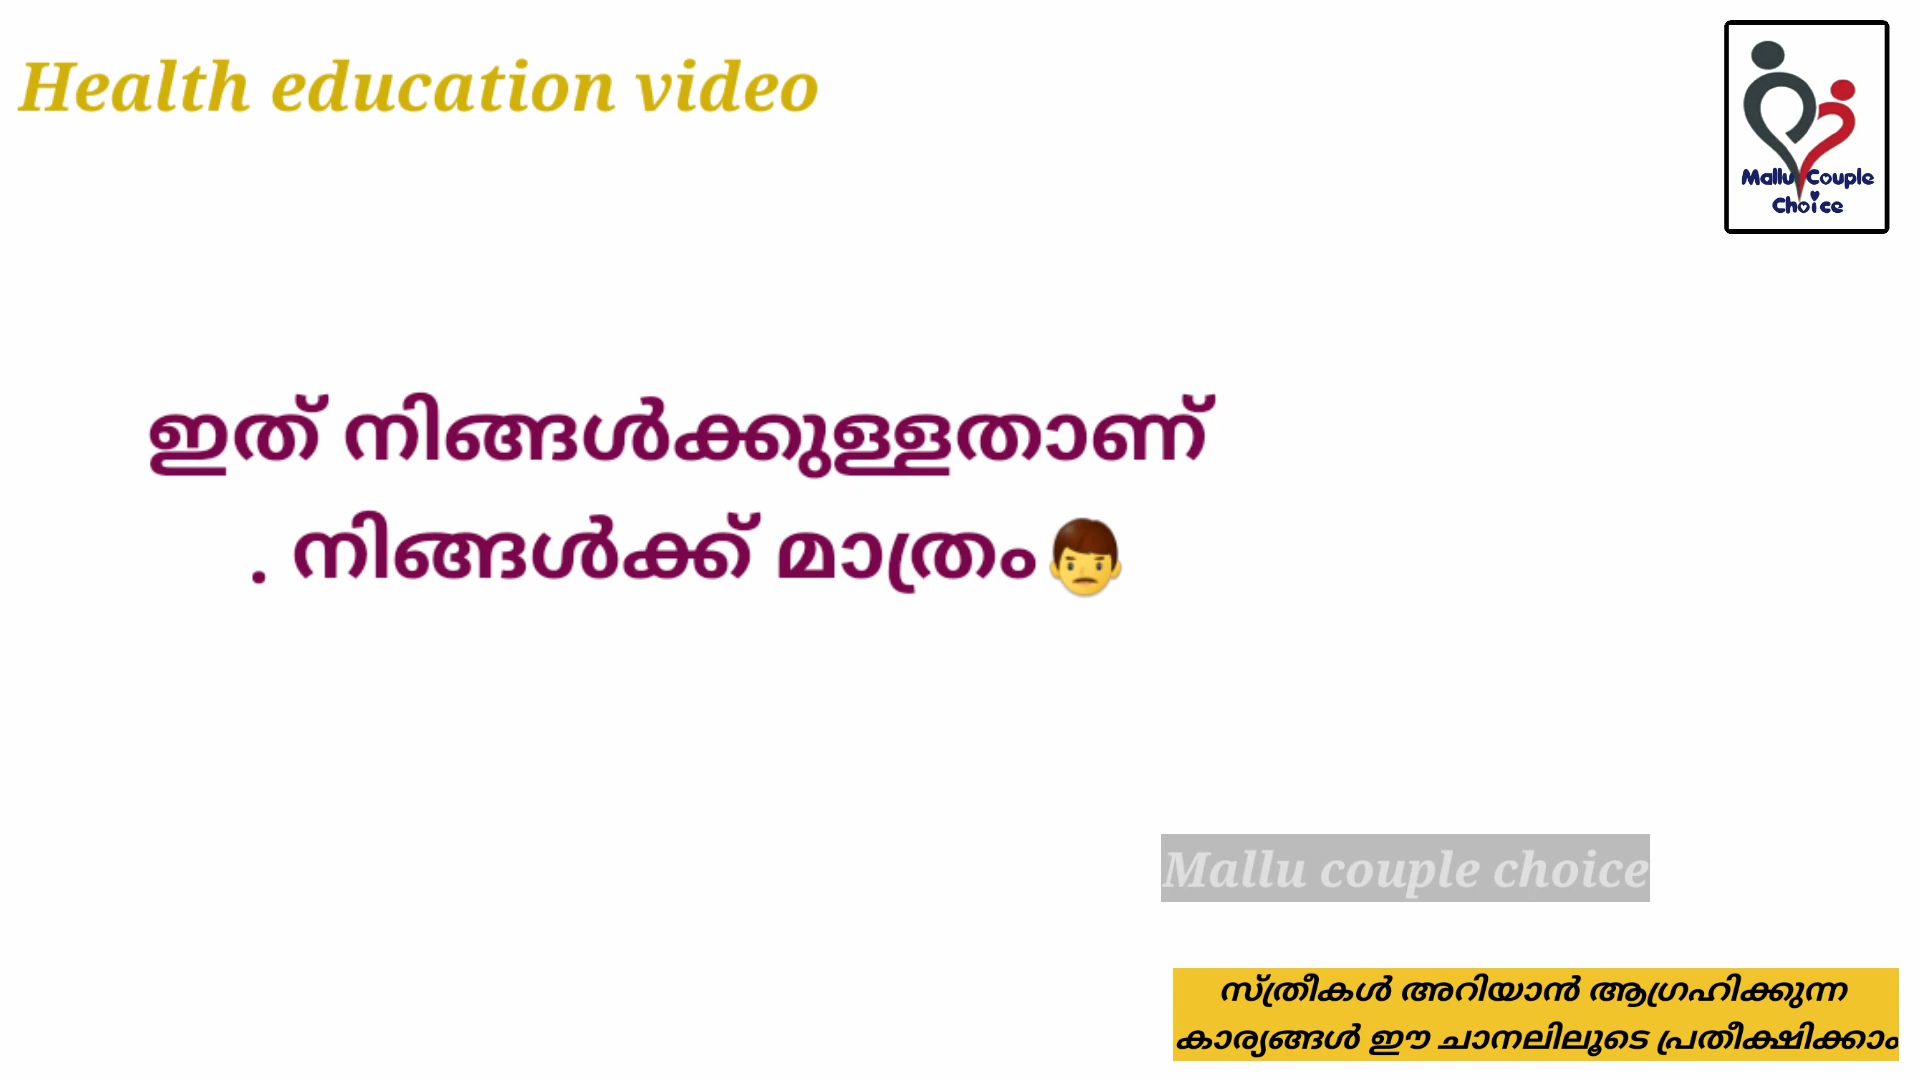 Health education video
Mallu Couple
Choice
ഇത് നിങ്ങൾക്കുള്ളതാണ്
. നിങ്ങൾക്ക് മാത്രം👨
Mallu couple choice
സ്ത്രീകൾ അറിയാൻ ആഗ്രഹിക്കുന്ന
കാര്യങ്ങൾ ഈ ചാനലിലൂടെ പ്രതീക്ഷിക്കാം